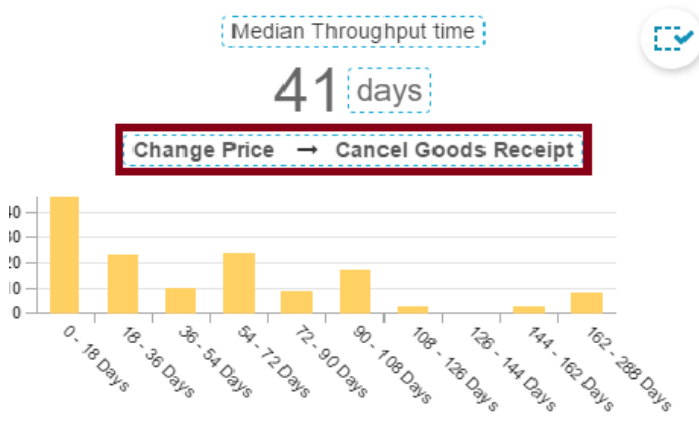 Median Throughput time
41 days
Change Price → Cancel Goods Receipt
0
0 - 18 Days
18 - 36 Days
36 - 54 Days
54 - 72 Days
72 - 90 Days
90 - 108 Days
108 - 126 Days
126 - 144 Days
144 - 162 Days
162 - 288 Days